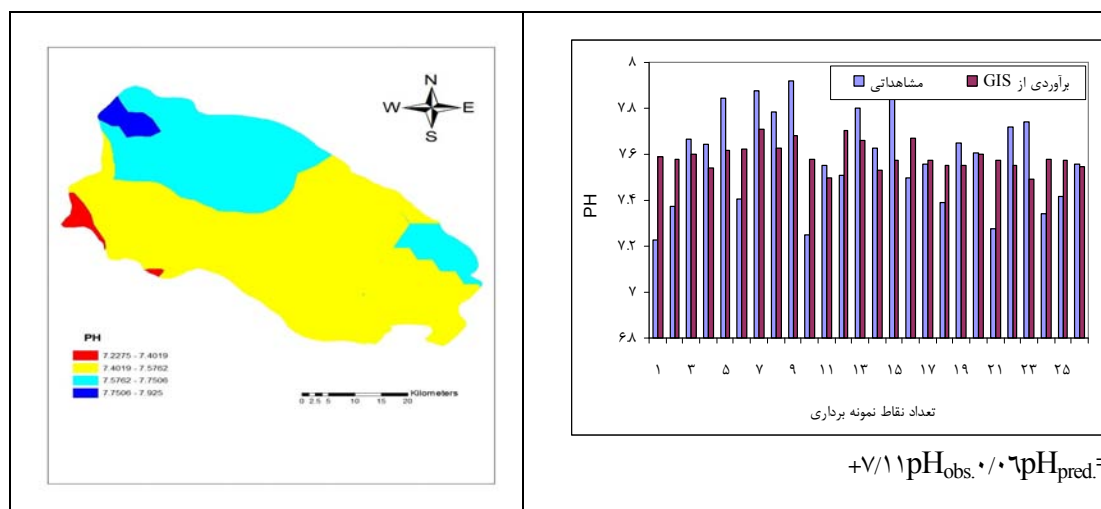 N
W E
S
PH
7.2275 - 7.4019
7.4019 - 7.5762
7.5762 - 7.7506
7.7506 - 7.925
Kilometers
0 2.5 5 10 15 20
مشاهداتی برآوردی از GIS
PH
۸
۷.۸
۷.۶
۷.۴
۷.۲
۷
۶.۸
۱ ۳ ۵ ۷ ۹ ۱۱ ۱۳ ۱۵ ۱۷ ۱۹ ۲۱ ۲۳ ۲۵
تعداد نقاط نمونه برداری
+۷/۱۱pHobs.۰/۰۶pHpred.=